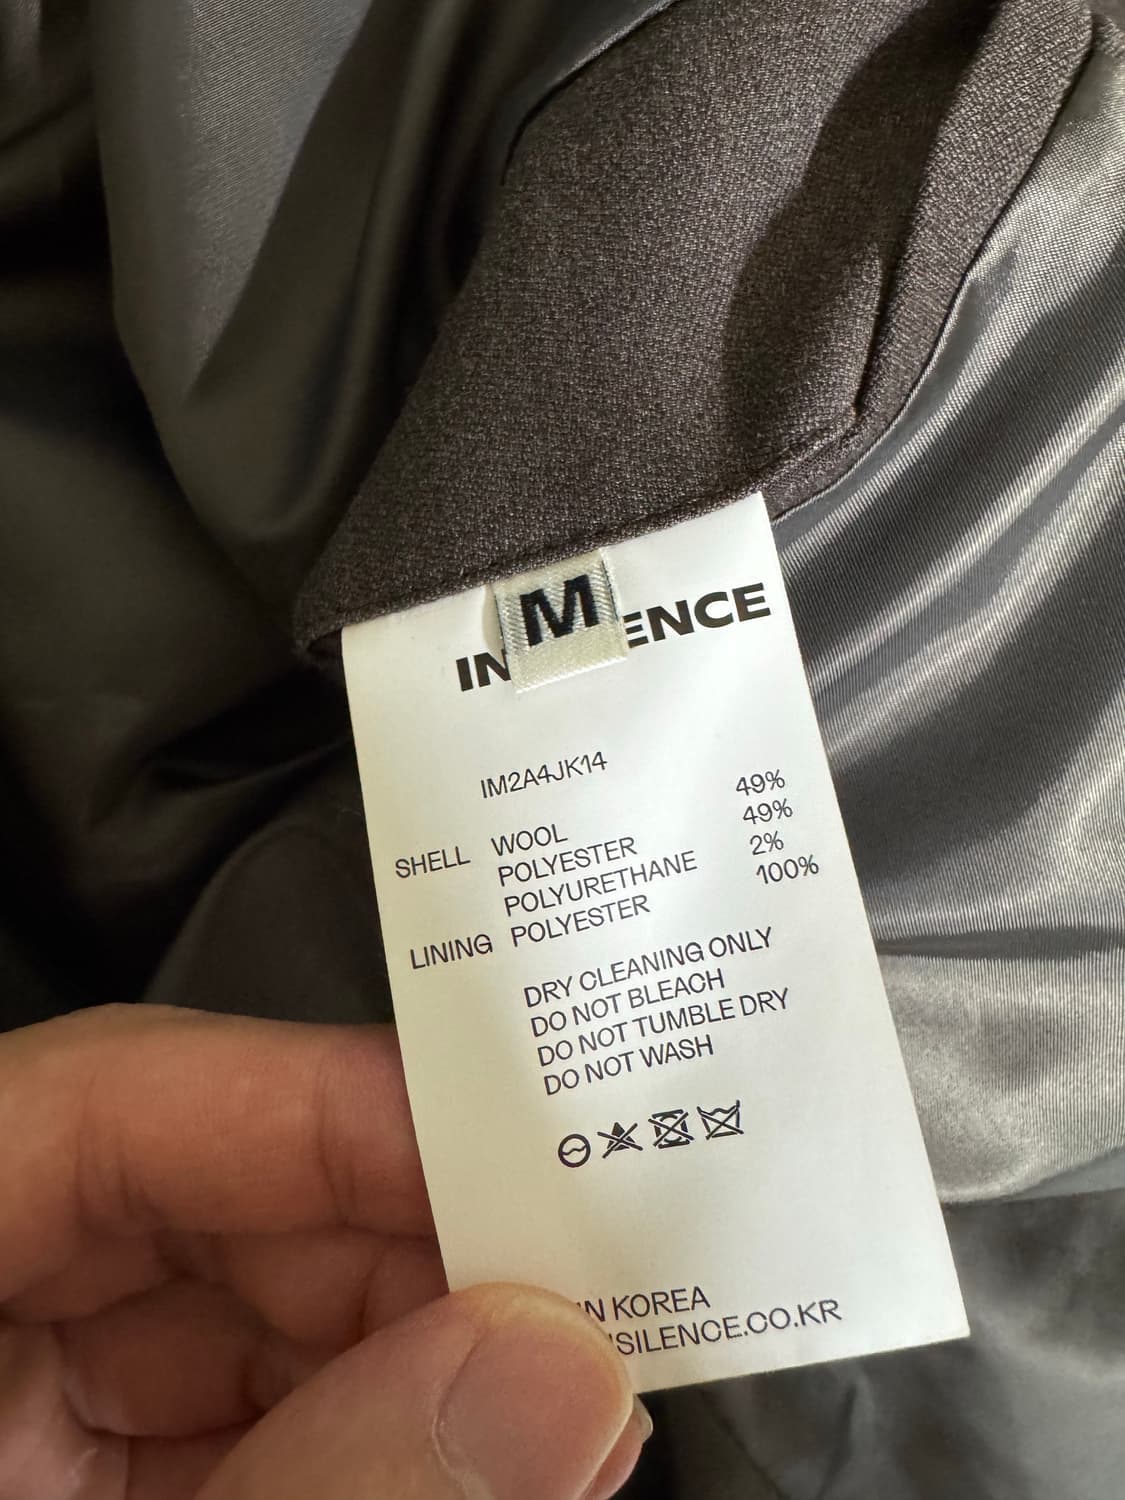 M
IN ENCE
IM2A4JK14
SHELL WOOL 49%
POLYESTER 49%
POLYURETHANE 2%
LINING POLYESTER 100%
DRY CLEANING ONLY
DO NOT BLEACH
DO NOT TUMBLE DRY
DO NOT WASH
IN KOREA
SILENCE.CO.KR